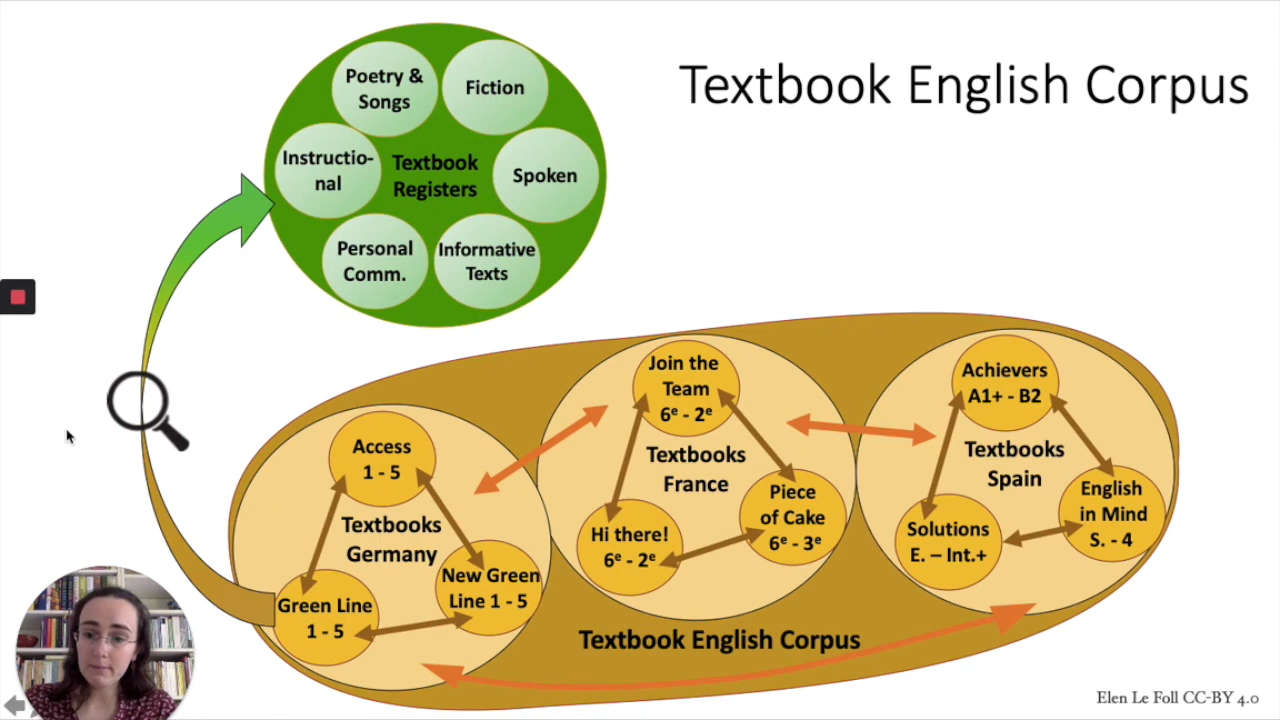 Textbook English Corpus
Poetry &
Songs
Fiction
Instructio-
nal
Textbook
Registers
Spoken
Personal
Comm.
Informative
Texts
Access
1 - 5
Textbooks
Germany
Green Line
1 - 5
New Green
Line 1 - 5
Join the
Team
6ᵉ - 2ᵉ
Textbooks
France
Hi there!
6ᵉ - 2ᵉ
Piece
of Cake
6ᵉ - 3ᵉ
Achievers
A1+ - B2
Textbooks
Spain
Solutions
E. – Int.+
English
in Mind
S. - 4
Textbook English Corpus
Elen Le Foll CC-BY 4.0